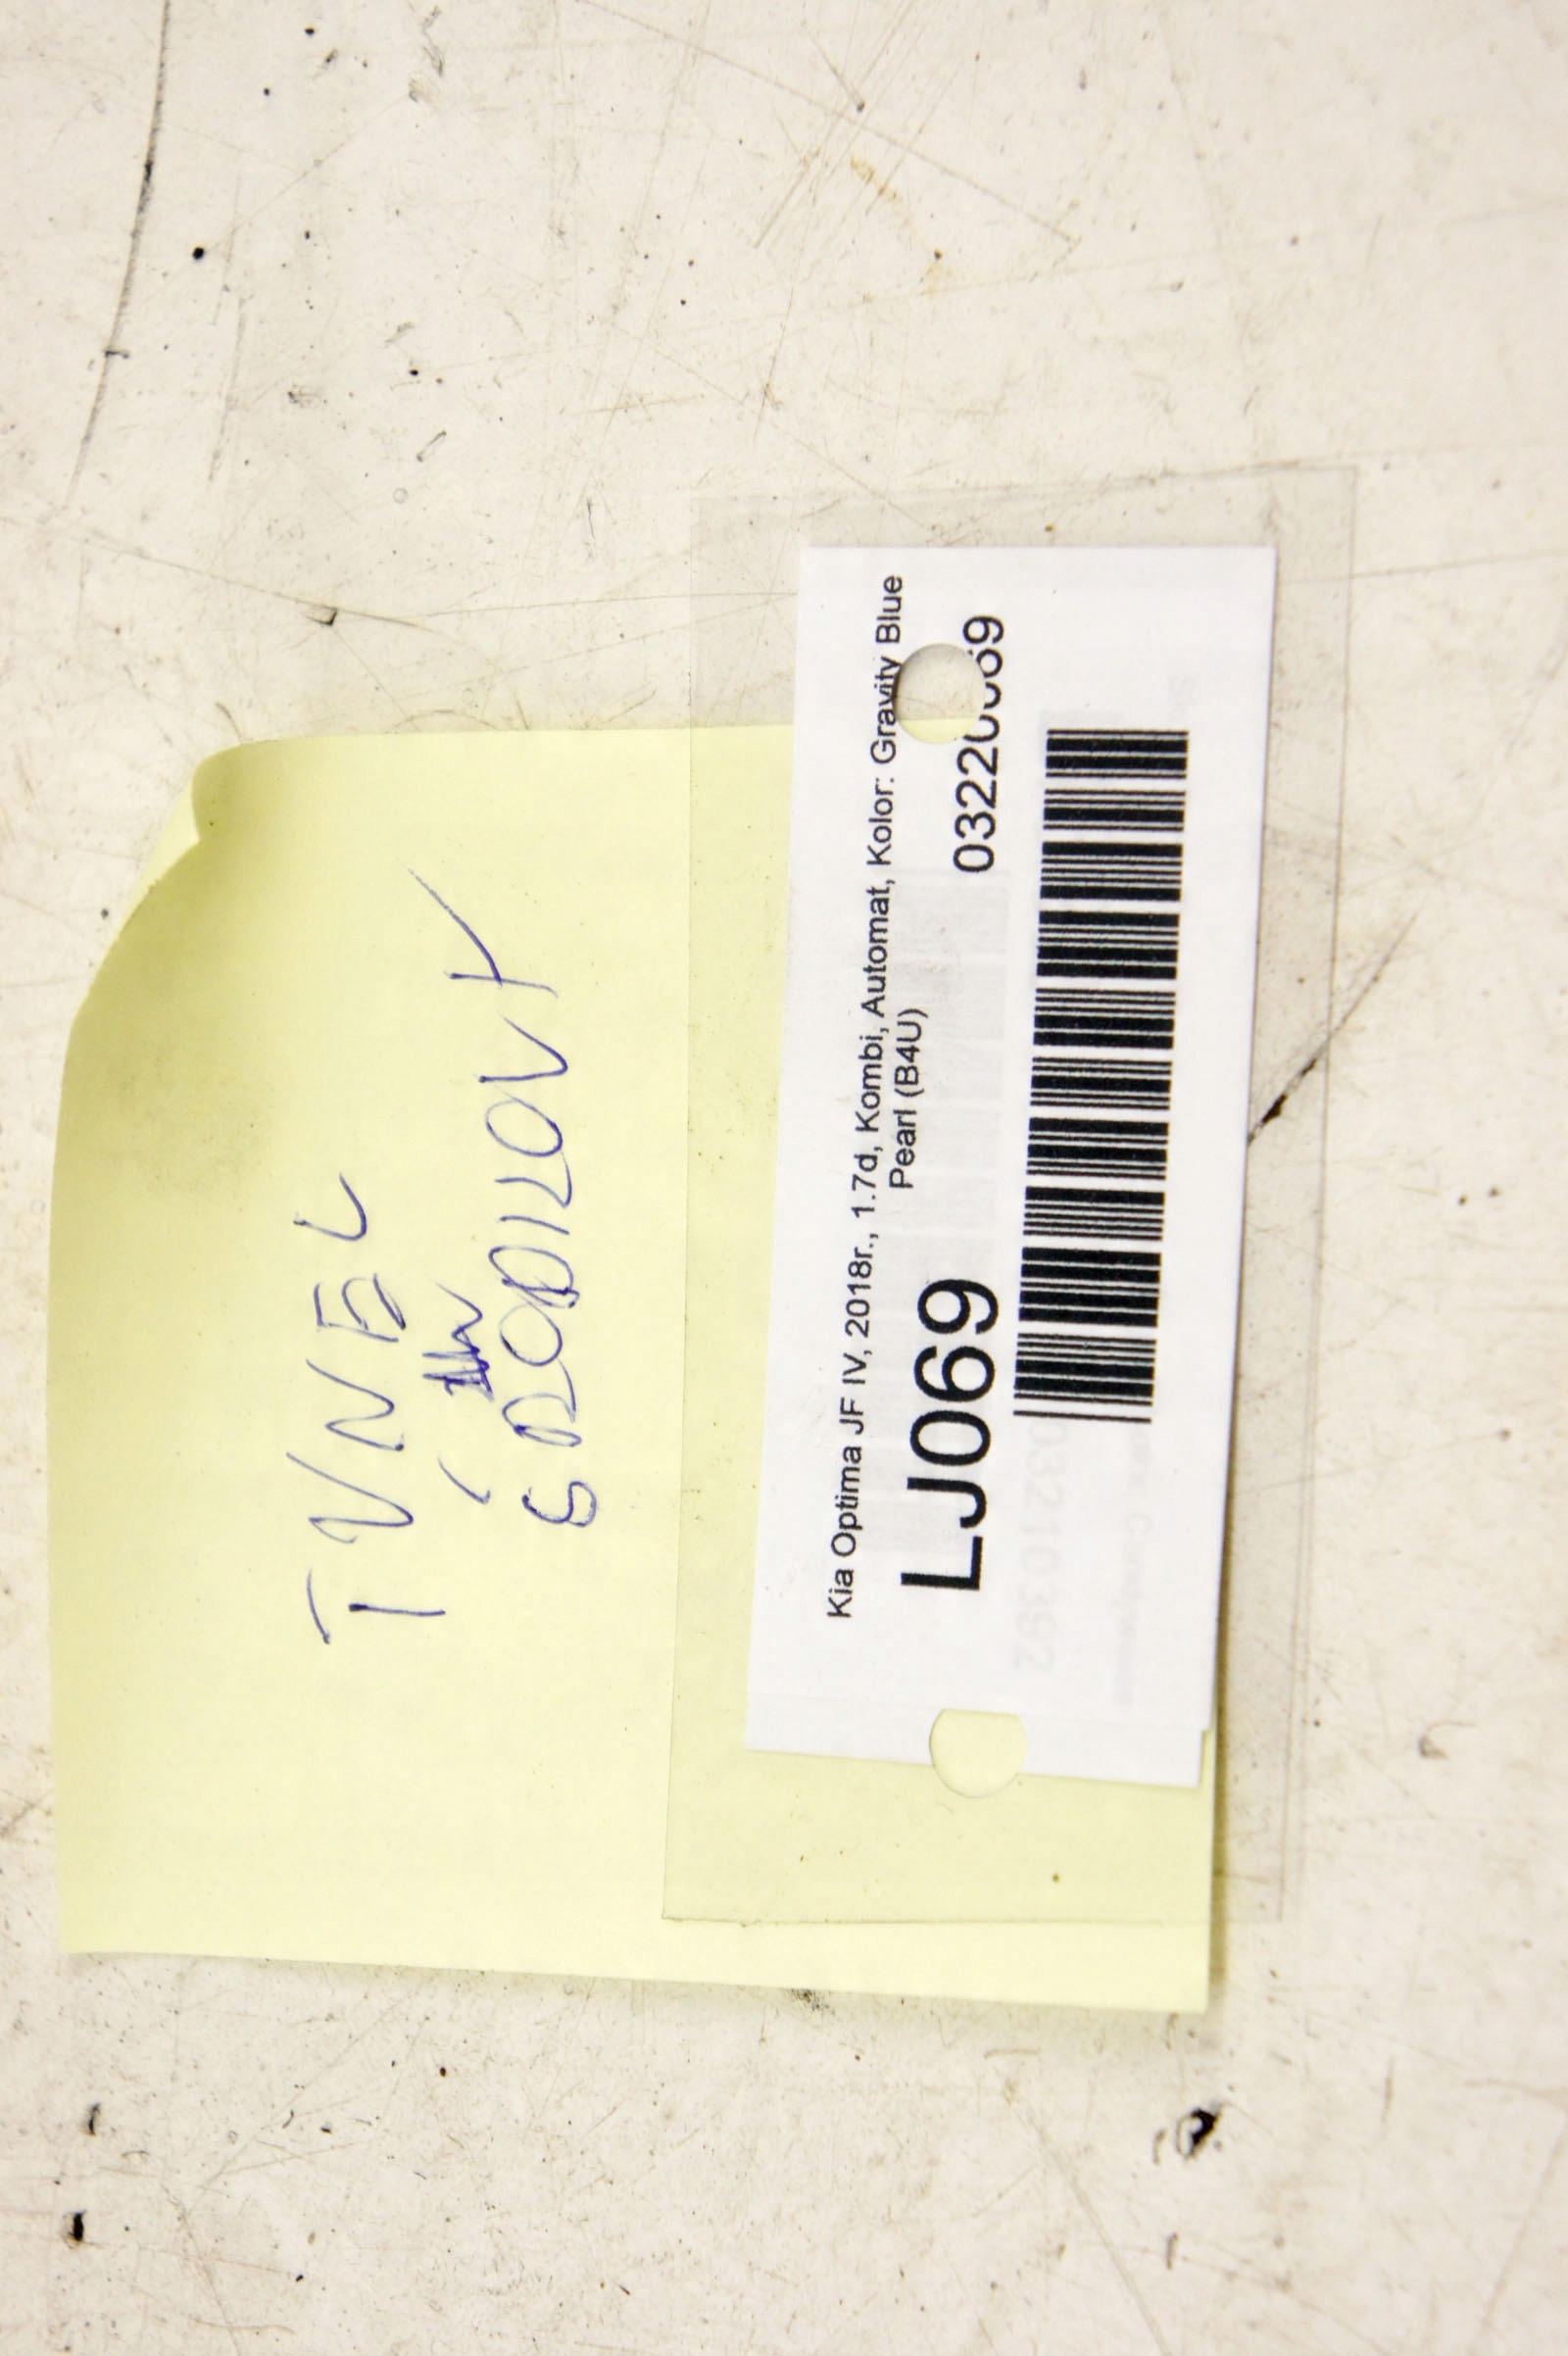 TUNEL
ŚRODKOWY
Kia Optima JF IV, 2018r., 1.7d, Kombi, Automat, Kolor: Gravity Blue
Pearl (B4U)
LJ069